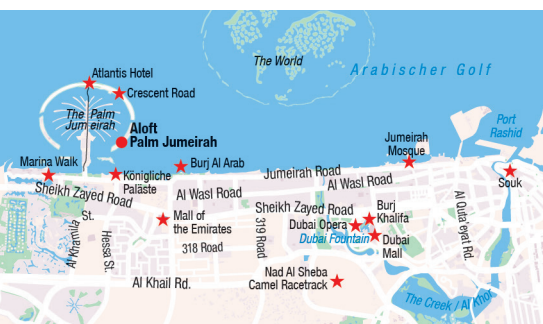 The World
Arabischer Golf
Atlantis Hotel
Crescent Road
The Palm
Jumeirah
Aloft
Palm Jumeirah
Port
Rashid
Jumeirah
Mosque
Marina Walk
Königliche
Paläste
Burj Al Arab
Jumeirah Road
Souk
Sheikh Zayed Road
Al Wasl Road
Al Wasl Road
St.
Al Khamila
Hessa St.
Mall of
the Emirates
318 Road
319 Road
Sheikh Zayed Road
Dubai Opera
Burj
Khalifa
Dubai Fountain
Dubai
Mall
Al Quta'eyat Rd.
Al Khail Rd.
Nad Al Sheba
Camel Racetrack
The Creek / Al Khor